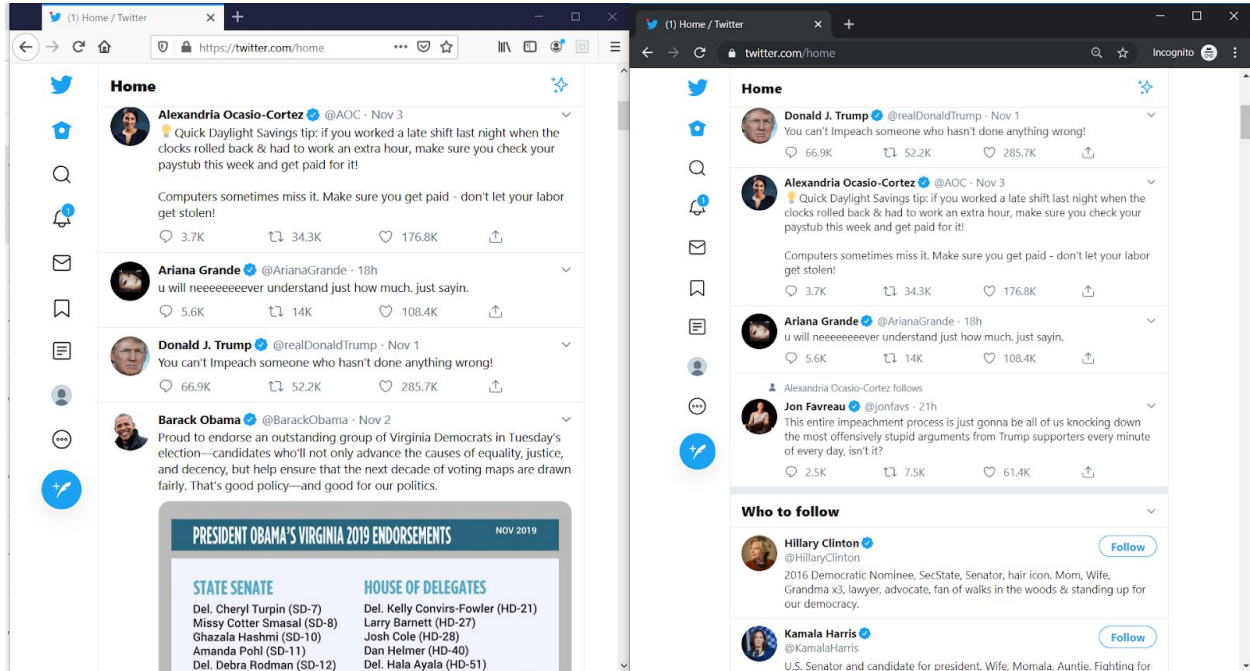 (1) Home / Twitter
https://twitter.com/home
Home
Alexandria Ocasio-Cortez @AOC · Nov 3
Quick Daylight Savings tip: if you worked a late shift last night when the
clocks rolled back & had to work an extra hour, make sure you check your
paystub this week and get paid for it!
Computers sometimes miss it. Make sure you get paid - don't let your labor
get stolen!
3.7K 34.3K 176.8K
Ariana Grande @ArianaGrande · 18h
u will neeeeeeeever understand just how much. just sayin.
5.6K 14K 108.4K
Donald J. Trump @realDonaldTrump · Nov 1
You can't Impeach someone who hasn't done anything wrong!
66.9K 52.2K 285.7K
Barack Obama @BarackObama · Nov 2
Proud to endorse an outstanding group of Virginia Democrats in Tuesday's
election—candidates who'll not only advance the causes of equality, justice,
and decency, but help ensure that the next decade of voting maps are drawn
fairly. That's good policy—and good for our politics.
PRESIDENT OBAMA'S VIRGINIA 2019 ENDORSEMENTS NOV 2019
STATE SENATE
Del. Cheryl Turpin (SD-7)
Missy Cotter Smasal (SD-8)
Ghazala Hashmi (SD-10)
Amanda Pohl (SD-11)
Del. Debra Rodman (SD-12)
HOUSE OF DELEGATES
Del. Kelly Convirs-Fowler (HD-21)
Larry Barnett (HD-27)
Josh Cole (HD-28)
Dan Helmer (HD-40)
Del. Hala Ayala (HD-51)
1
(1) Home / Twitter
twitter.com/home
Incognito
Home
Donald J. Trump @realDonaldTrump · Nov 1
You can't Impeach someone who hasn't done anything wrong!
66.9K 52.2K 285.7K
Alexandria Ocasio-Cortez @AOC · Nov 3
Quick Daylight Savings tip: if you worked a late shift last night when the
clocks rolled back & had to work an extra hour, make sure you check your
paystub this week and get paid for it!
Computers sometimes miss it. Make sure you get paid - don't let your labor
get stolen!
3.7K 34.3K 176.8K
Ariana Grande @ArianaGrande · 18h
u will neeeeeeeever understand just how much. just sayin.
5.6K 14K 108.4K
Alexandria Ocasio-Cortez follows
Jon Favreau @jonfavs · 21h
This entire impeachment process is just gonna be all of us knocking down
the most offensively stupid arguments from Trump supporters every minute
of every day, isn't it?
2.5K 7.5K 61.4K
Who to follow
Hillary Clinton
@HillaryClinton
Follow
2016 Democratic Nominee, SecState, Senator, hair icon. Mom, Wife,
Grandma x3, lawyer, advocate, fan of walks in the woods & standing up for
our democracy.
Kamala Harris
@KamalaHarris
Follow
U.S. Senator and candidate for president. Wife, Momala, Auntie. Fighting for
1